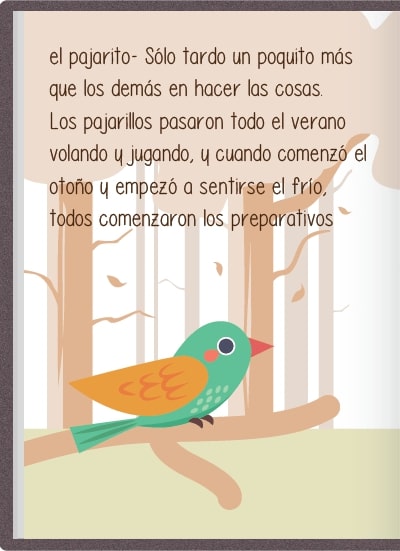 el pajarito- Sólo tardo un poquito más
que los demás en hacer las cosas.
Los pajarillos pasaron todo el verano
volando y jugando, y cuando comenzó el
otoño y empezó a sentirse el frío,
todos comenzaron los preparativos